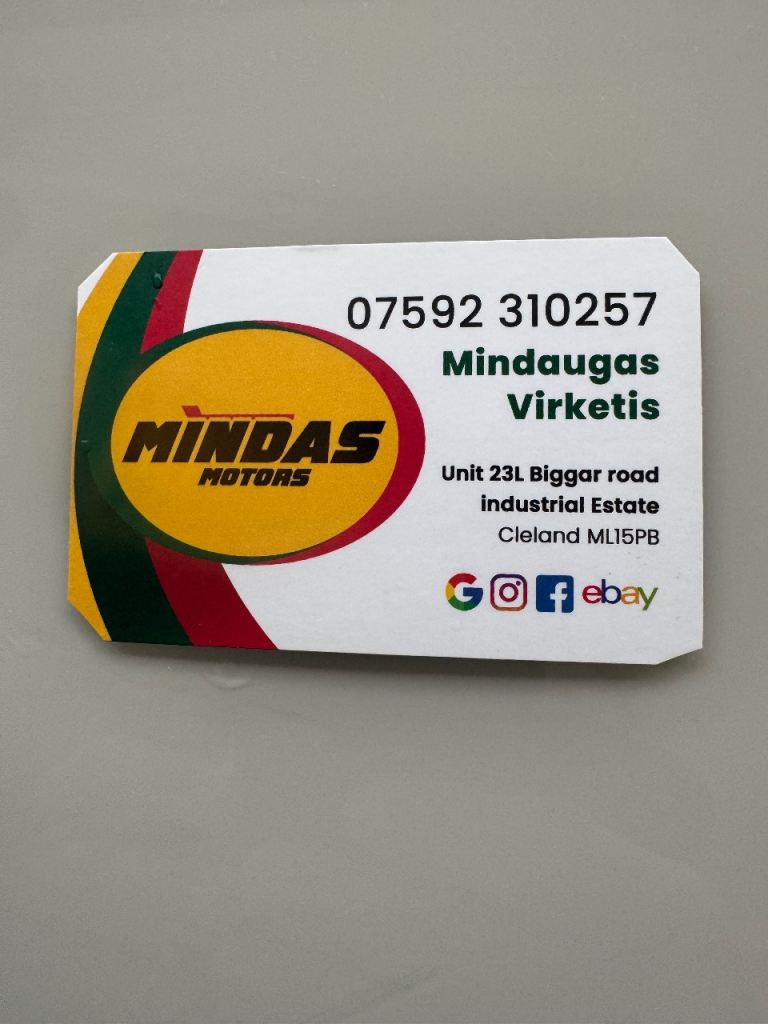 07592 310257
Mindaugas
Virketis
MINDAS
MOTORS
Unit 23L Biggar road
industrial Estate
Cleland ML15PB
ebay